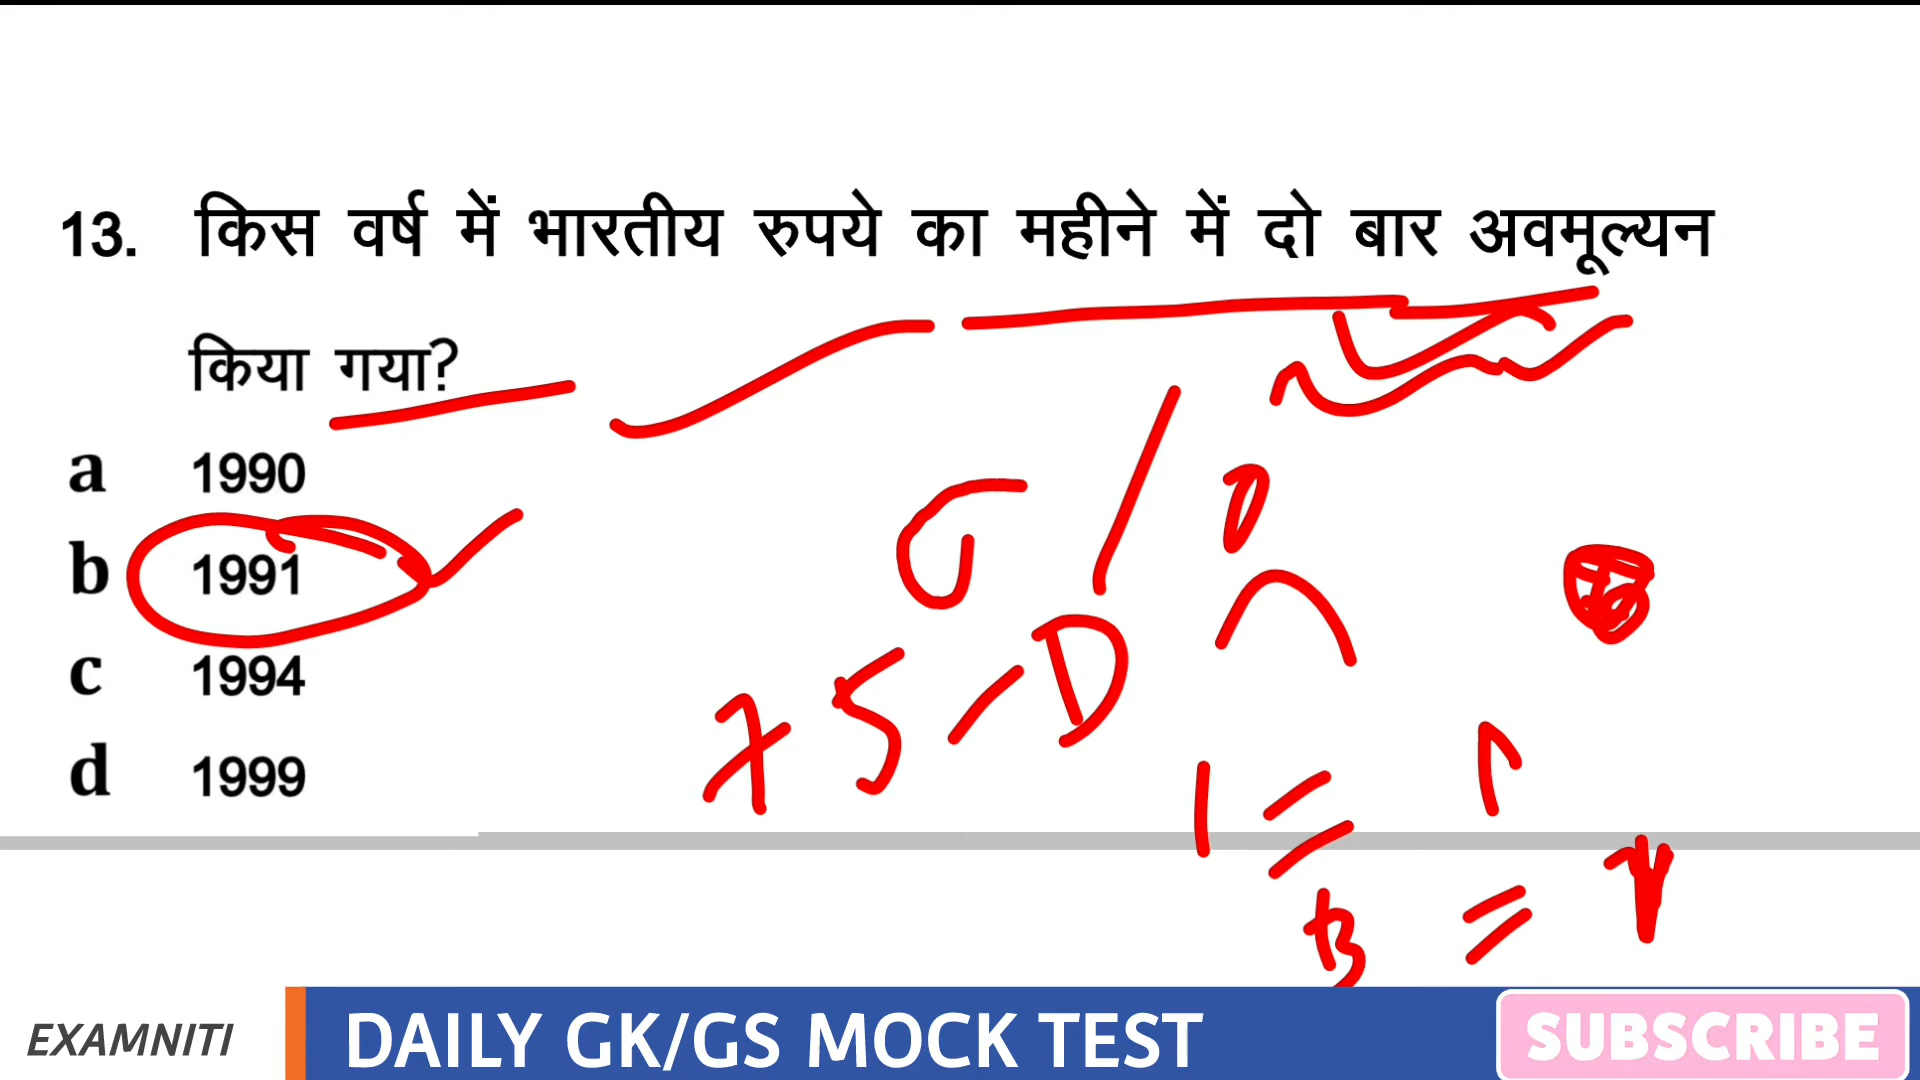 13. किस वर्ष में भारतीय रुपये का महीने में दो बार अवमूल्यन
किया गया?
a 1990
b 1991
c 1994
d 1999
EXAMNITI
DAILY GK/GS MOCK TEST
SUBSCRIBE